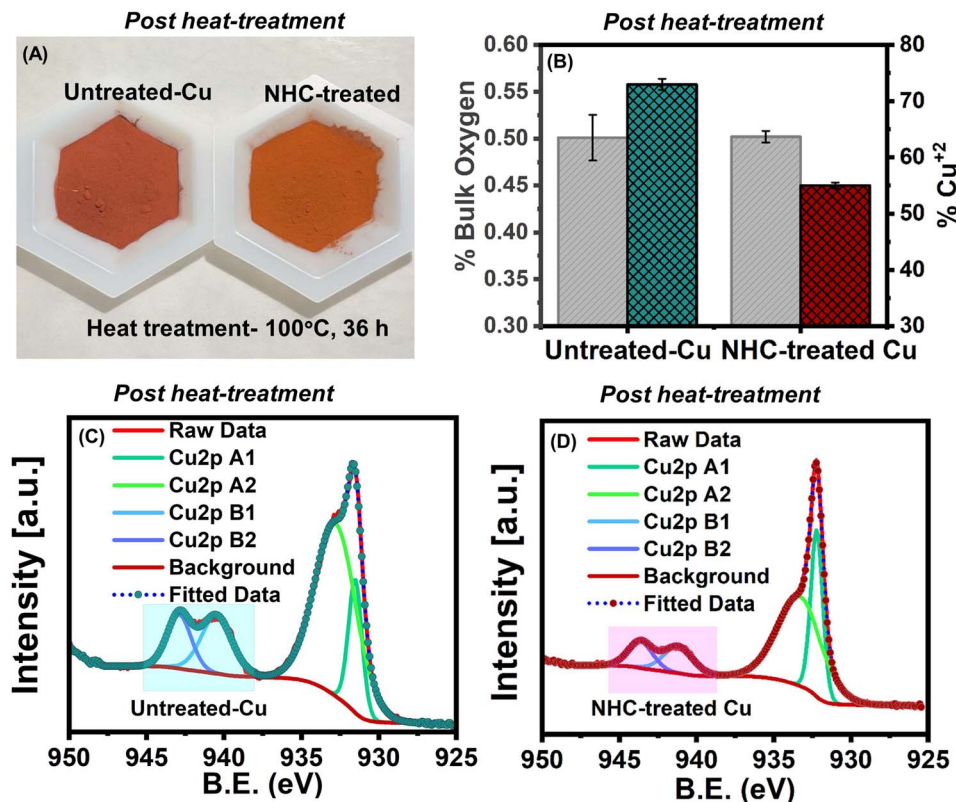 Post heat-treatment
(A)
Untreated-Cu
NHC-treated
Heat treatment- 100°C, 36 h
Post heat-treatment
(B)
% Bulk Oxygen
0.60
0.55
0.50
0.45
0.40
0.35
0.30
80
70
60
50
40
30
% Cu+2
Untreated-Cu
NHC-treated Cu
Post heat-treatment
(C)
Raw Data
Cu2p A1
Cu2p A2
Cu2p B1
Cu2p B2
Background
Fitted Data
Untreated-Cu
Intensity [a.u.]
950 945 940 935 930 925
B.E. (eV)
Post heat-treatment
(D)
Raw Data
Cu2p A1
Cu2p A2
Cu2p B1
Cu2p B2
Background
Fitted Data
NHC-treated Cu
Intensity [a.u.]
950 945 940 935 930 925
B.E. (eV)